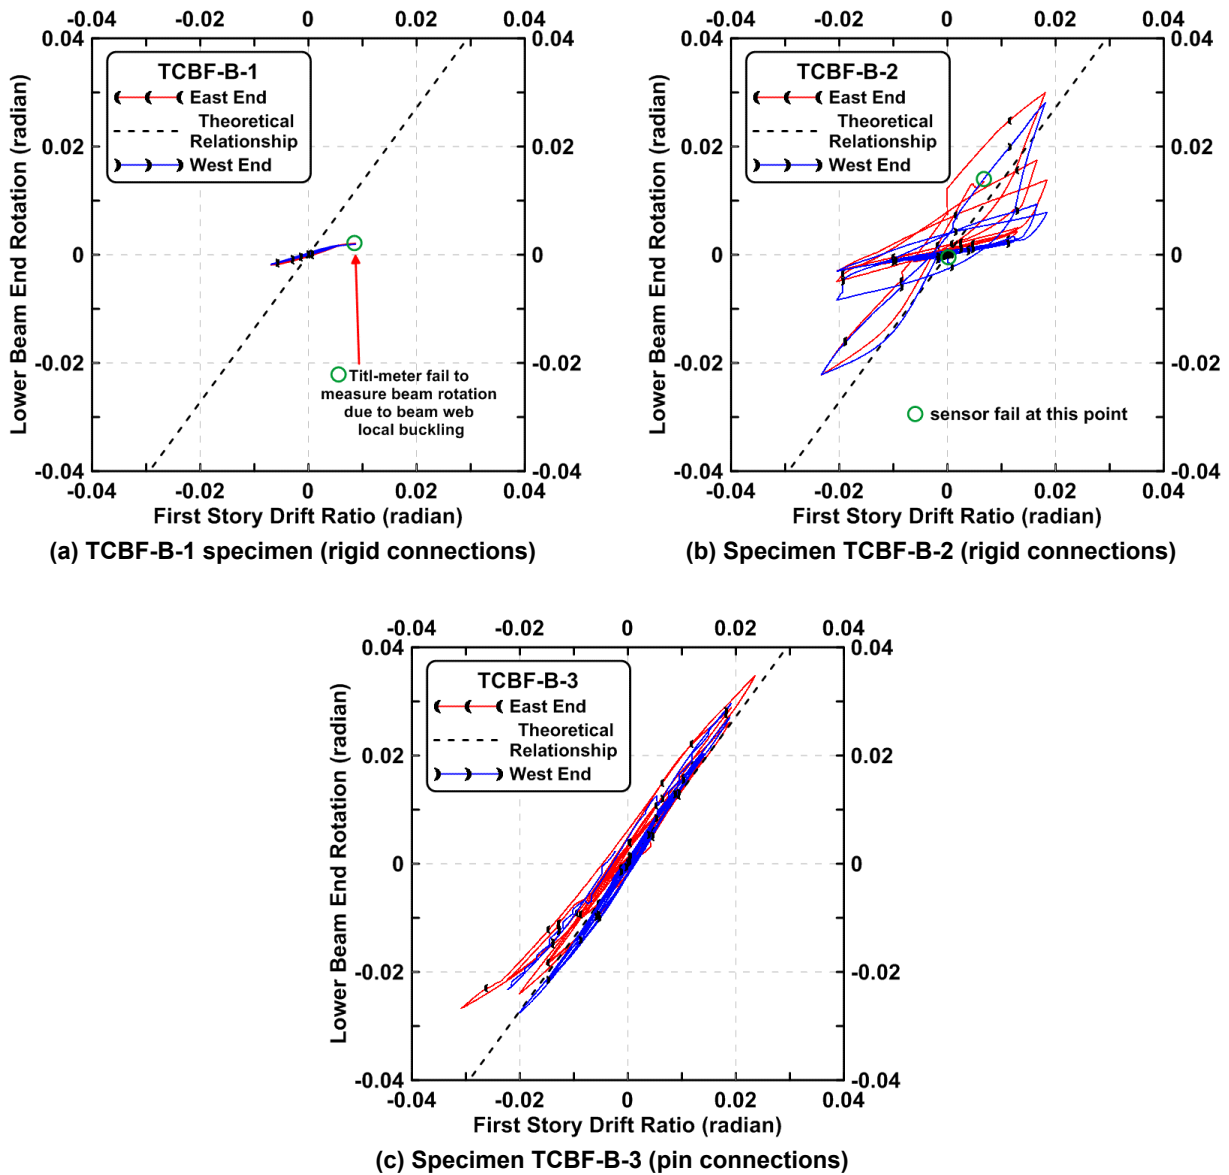 -0.04 -0.02 0 0.02 0.04
0.04 0.04
TCBF-B-1
East End
Theoretical
Relationship
West End
0.02 0.02
0 0
-0.02 -0.02
Titl-meter fail to
measure beam rotation
due to beam web
local buckling
-0.04 -0.04
-0.04 -0.02 0 0.02 0.04
Lower Beam End Rotation (radian)
First Story Drift Ratio (radian)
(a) TCBF-B-1 specimen (rigid connections)
-0.04 -0.02 0 0.02 0.04
0.04 0.04
TCBF-B-2
East End
Theoretical
Relationship
West End
0.02 0.02
0 0
-0.02 -0.02
sensor fail at this point
-0.04 -0.04
-0.04 -0.02 0 0.02 0.04
Lower Beam End Rotation (radian)
First Story Drift Ratio (radian)
(b) Specimen TCBF-B-2 (rigid connections)
-0.04 -0.02 0 0.02 0.04
0.04 0.04
TCBF-B-3
East End
Theoretical
Relationship
West End
0.02 0.02
0 0
-0.02 -0.02
-0.04 -0.04
-0.04 -0.02 0 0.02 0.04
Lower Beam End Rotation (radian)
First Story Drift Ratio (radian)
(c) Specimen TCBF-B-3 (pin connections)